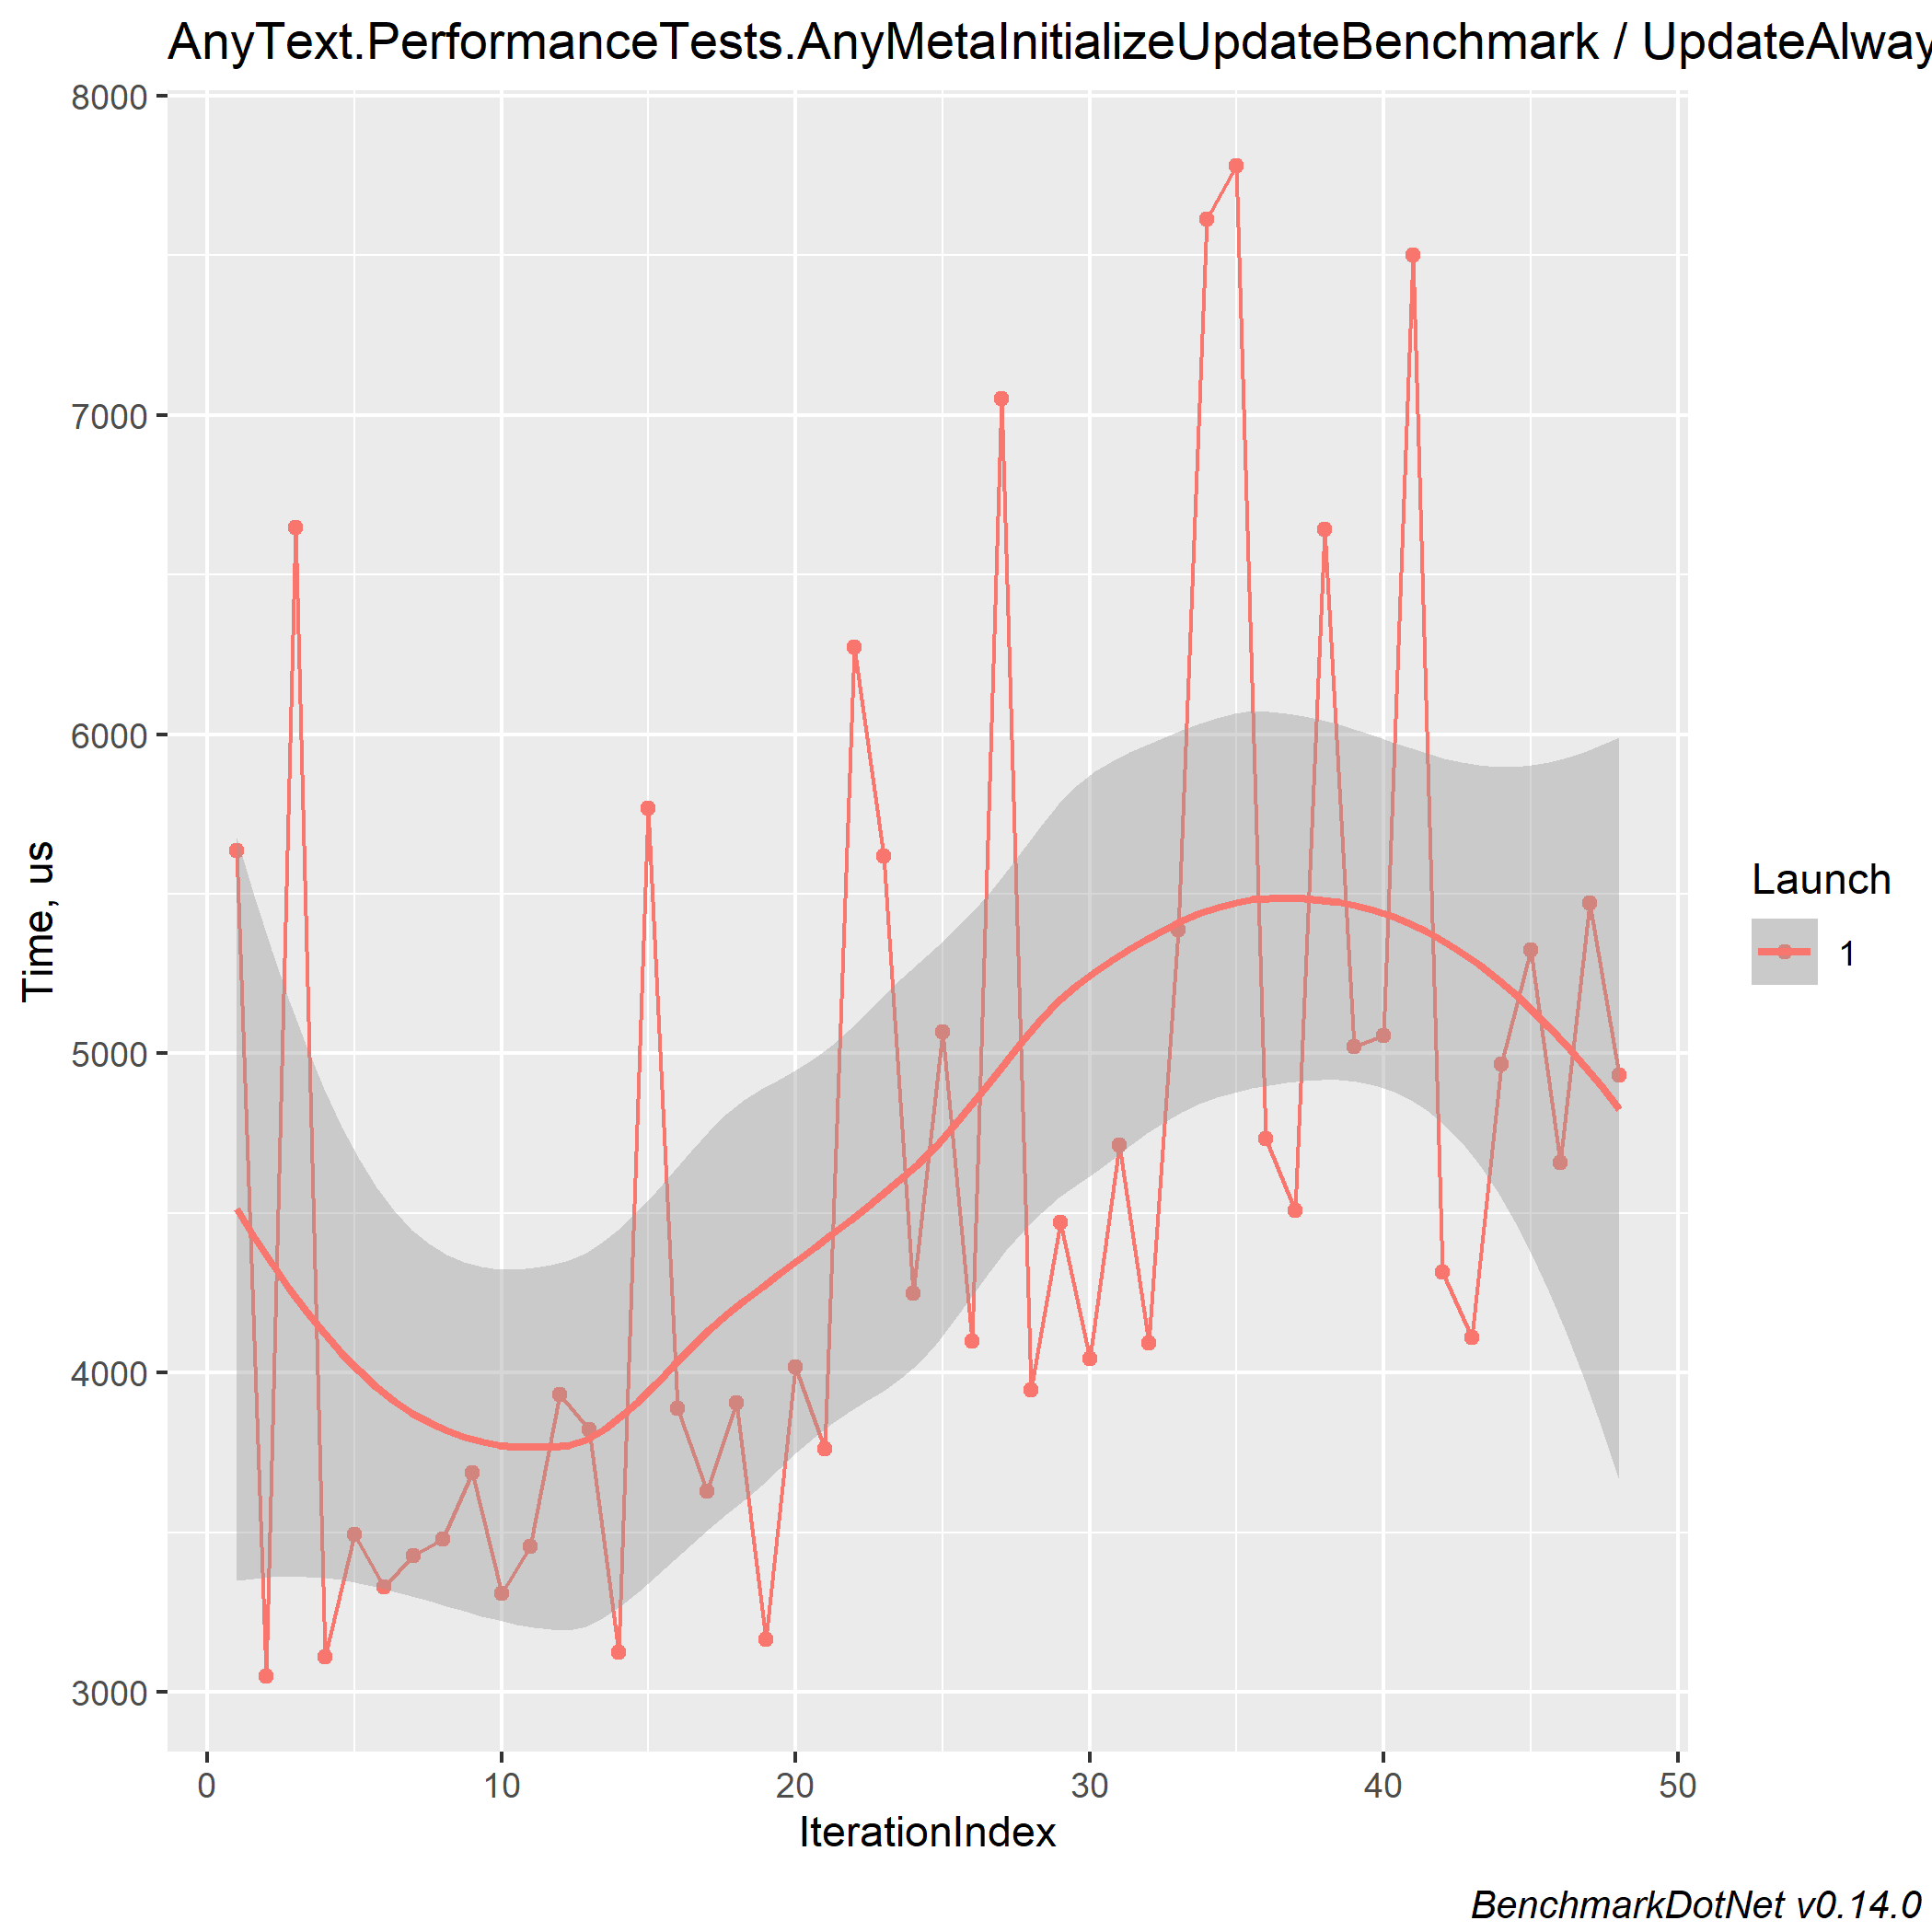 AnyText.PerformanceTests.AnyMetaInitializeUpdateBenchmark / UpdateAlway
8000
7000
6000
5000
4000
3000
Time, us
0 10 20 30 40 50
IterationIndex
Launch
1
BenchmarkDotNet v0.14.0